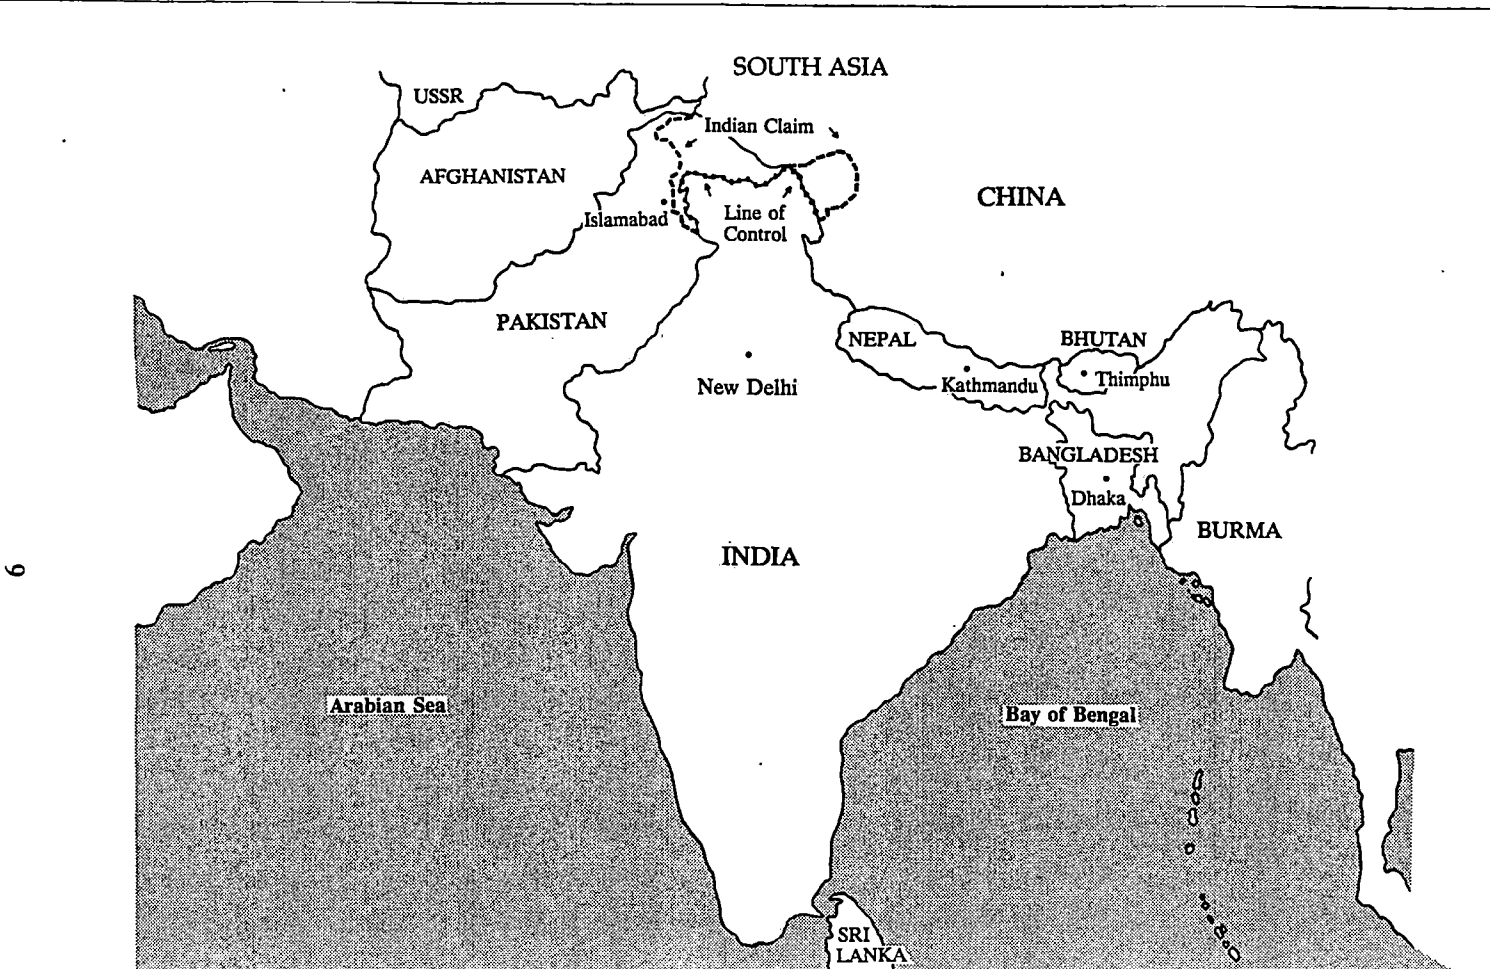 SOUTH ASIA
USSR
Indian Claim
AFGHANISTAN
CHINA
Islamabad
Line of
Control
PAKISTAN
NEPAL
BHUTAN
New Delhi
Kathmandu
Thimphu
BANGLADESH
Dhaka
BURMA
INDIA
9
Arabian Sea
Bay of Bengal
SRI
LANKA